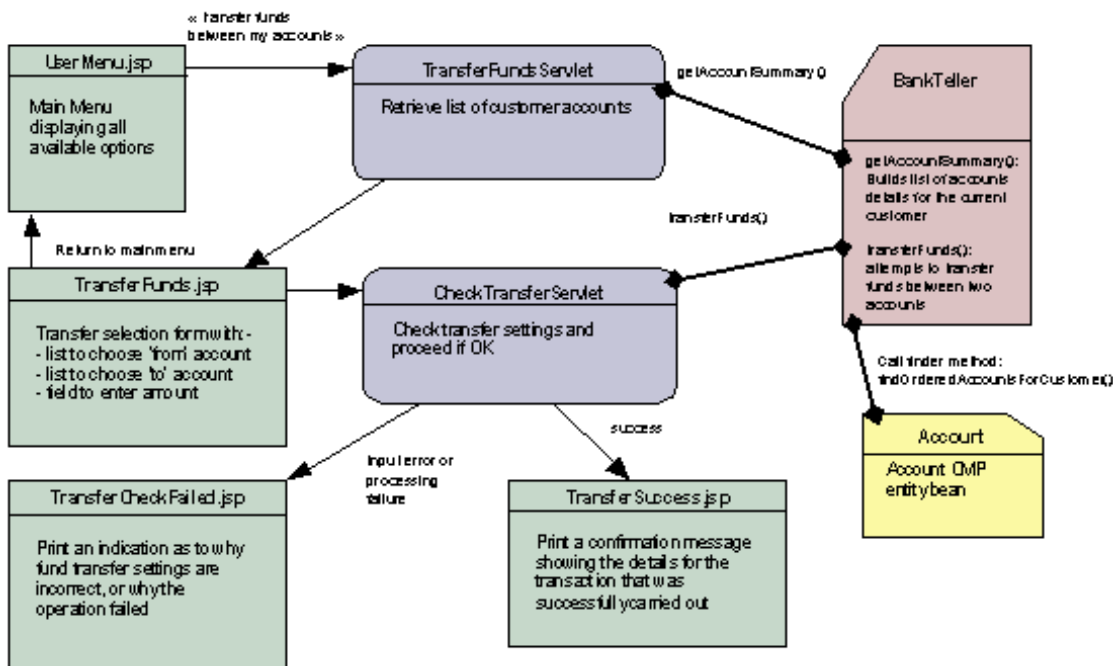 « Transfer funds
between my accounts »
UserMenu.jsp
Main Menu
displaying all
available options
TransferFundsServlet
Retrieve list of customer accounts
getAccountSummary()
BankTeller
getAccountSummary():
Builds list of accounts
details for the current
customer
transferFunds():
attempts to transfer
funds between two
accounts
transferFunds()
Return to main menu
TransferFunds.jsp
Transfer selection form with: -
- list to choose 'from' account
- list to choose 'to' account
- field to enter amount
CheckTransferServlet
Check transfer settings and
proceed if OK
Call finder method:
findOrderedAccountsForCustomer()
Account
Account CMP
entity bean
success
Input error or
processing
failure
TransferCheckFailed.jsp
Print an indication as to why
fund transfer settings are
incorrect, or why the
operation failed
TransferSuccess.jsp
Print a confirmation message
showing the details for the
transaction that was
successfully carried out